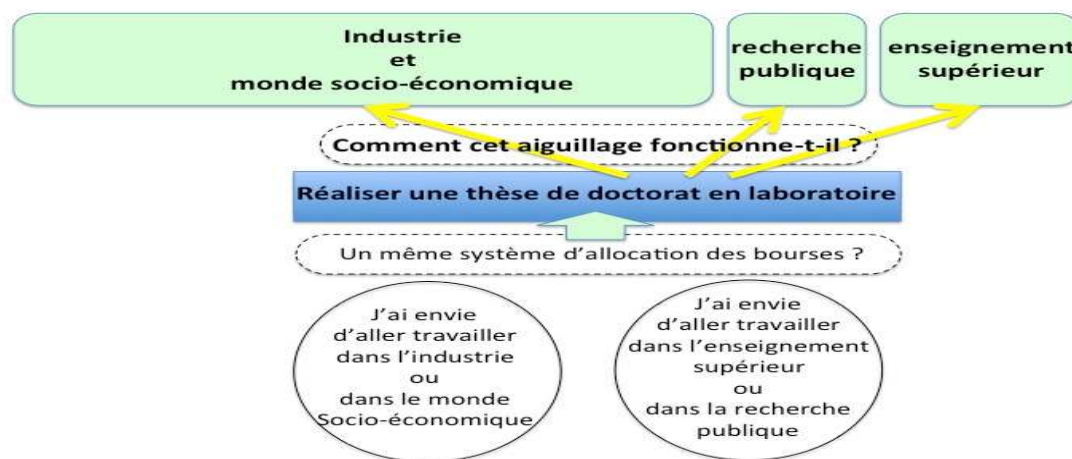 Industrie
et
monde socio-économique
recherche
publique
enseignement
supérieur
Comment cet aiguillage fonctionne-t-il ?
Réaliser une thèse de doctorat en laboratoire
Un même système d’allocation des bourses ?
J’ai envie
d’aller travailler
dans l’industrie
ou
dans le monde
Socio-économique
J’ai envie
d’aller travailler
dans l’enseignement
supérieur
ou
dans la recherche
publique